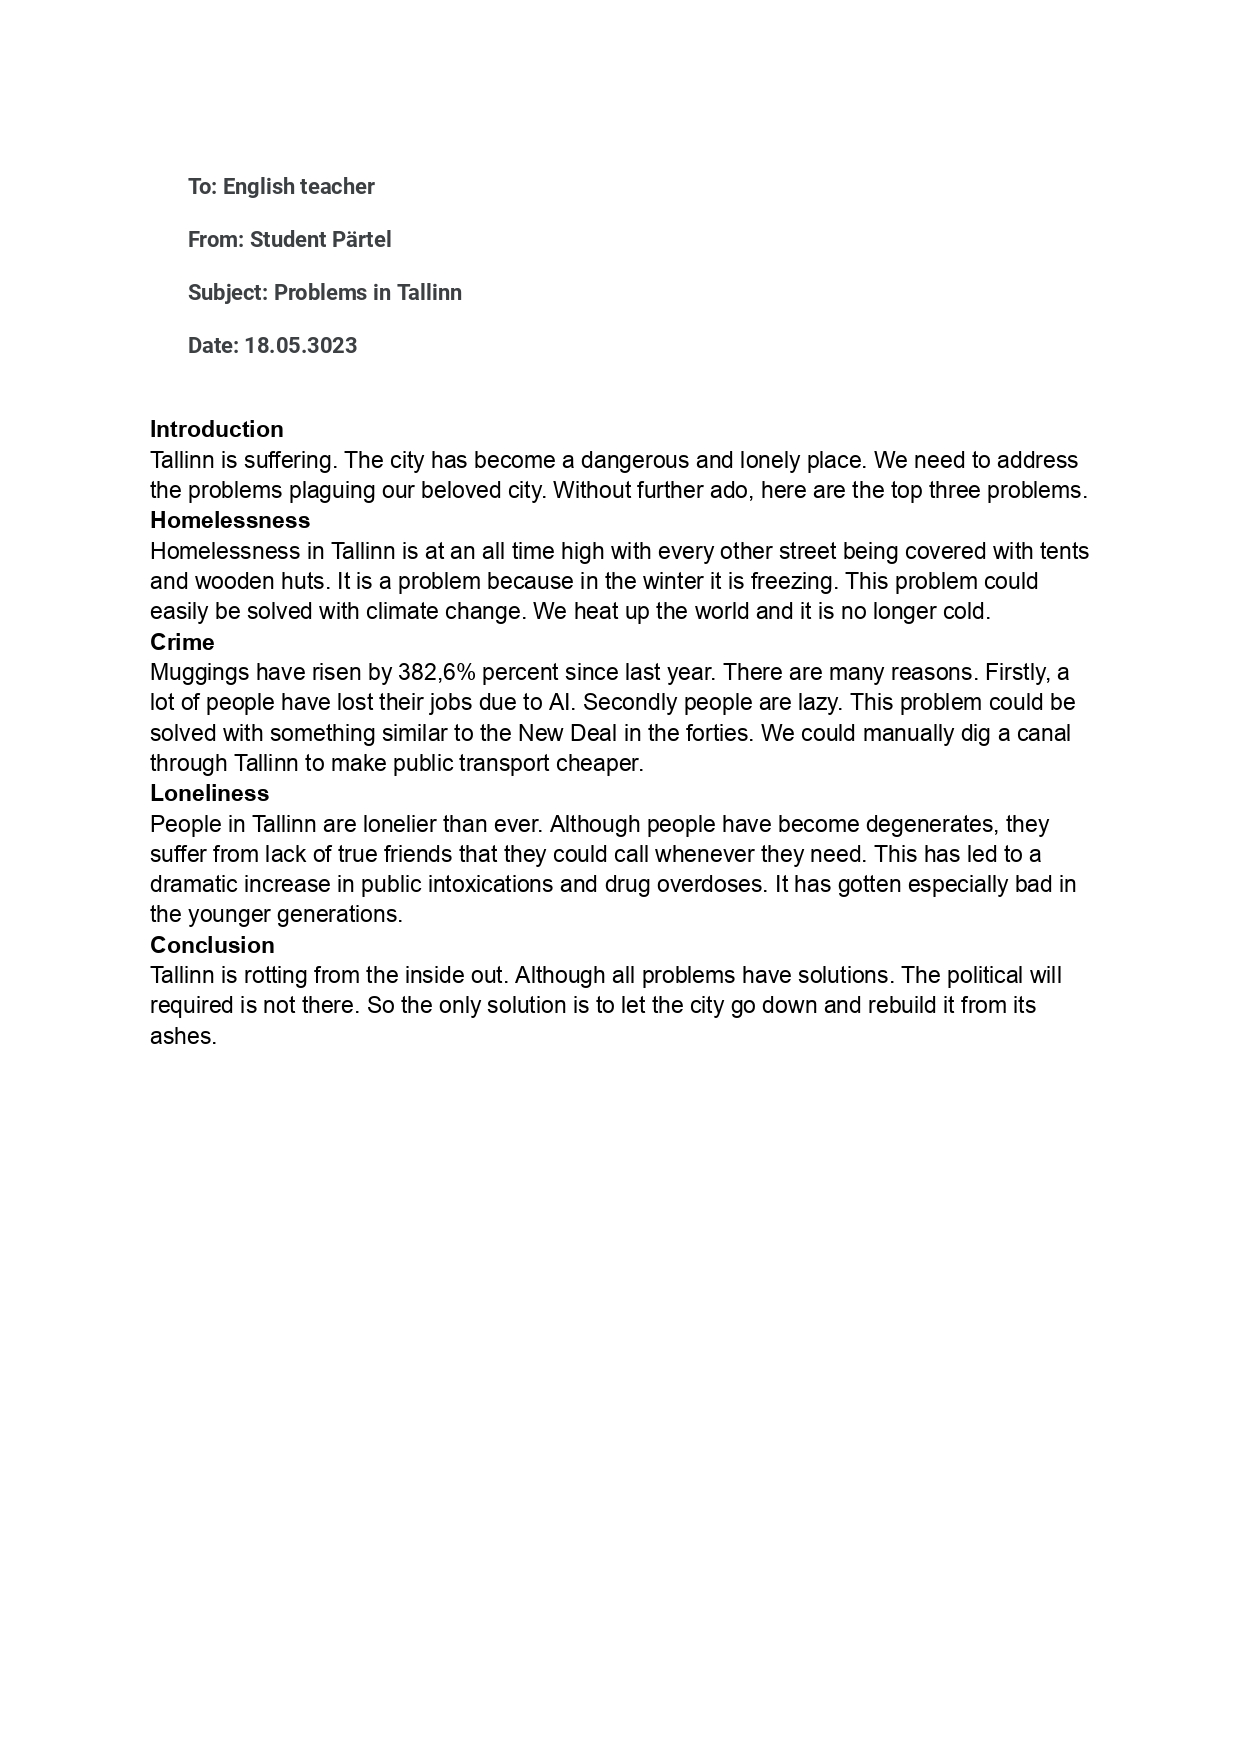 To: English teacher
From: Student Pärtel
Subject: Problems in Tallinn
Date: 18.05.3023
Introduction
Tallinn is suffering. The city has become a dangerous and lonely place. We need to address
the problems plaguing our beloved city. Without further ado, here are the top three problems.
Homelessness
Homelessness in Tallinn is at an all time high with every other street being covered with tents
and wooden huts. It is a problem because in the winter it is freezing. This problem could
easily be solved with climate change. We heat up the world and it is no longer cold.
Crime
Muggings have risen by 382,6% percent since last year. There are many reasons. Firstly, a
lot of people have lost their jobs due to AI. Secondly people are lazy. This problem could be
solved with something similar to the New Deal in the forties. We could manually dig a canal
through Tallinn to make public transport cheaper.
Loneliness
People in Tallinn are lonelier than ever. Although people have become degenerates, they
suffer from lack of true friends that they could call whenever they need. This has led to a
dramatic increase in public intoxications and drug overdoses. It has gotten especially bad in
the younger generations.
Conclusion
Tallinn is rotting from the inside out. Although all problems have solutions. The political will
required is not there. So the only solution is to let the city go down and rebuild it from its
ashes.